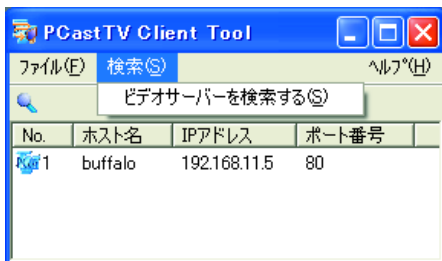 PCastTV Client Tool
ファイル(F) 検索(S) ヘルプ(H)
ビデオサーバーを検索する(S)
No. ホスト名 IPアドレス ポート番号
1 buffalo 192.168.11.5 80